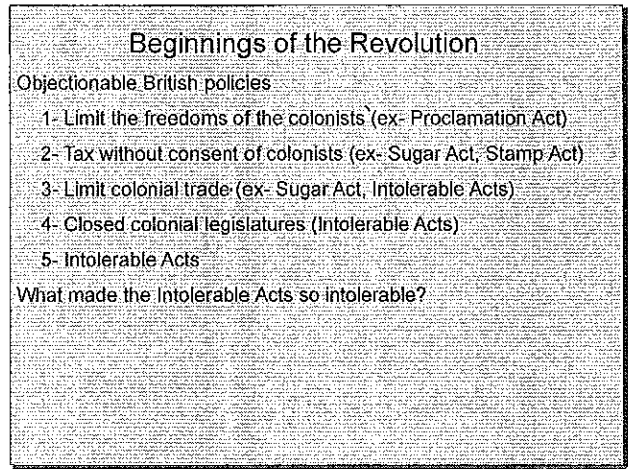 Beginnings of the Revolution
Objectionable British policies
1- Limit the freedoms of the colonists (ex- Proclamation Act)
2- Tax without consent of colonists (ex- Sugar Act, Stamp Act)
3- Limit colonial trade (ex- Sugar Act, Intolerable Acts)
4- Closed colonial legislatures (Intolerable Acts)
5- Intolerable Acts
What made the Intolerable Acts so intolerable?